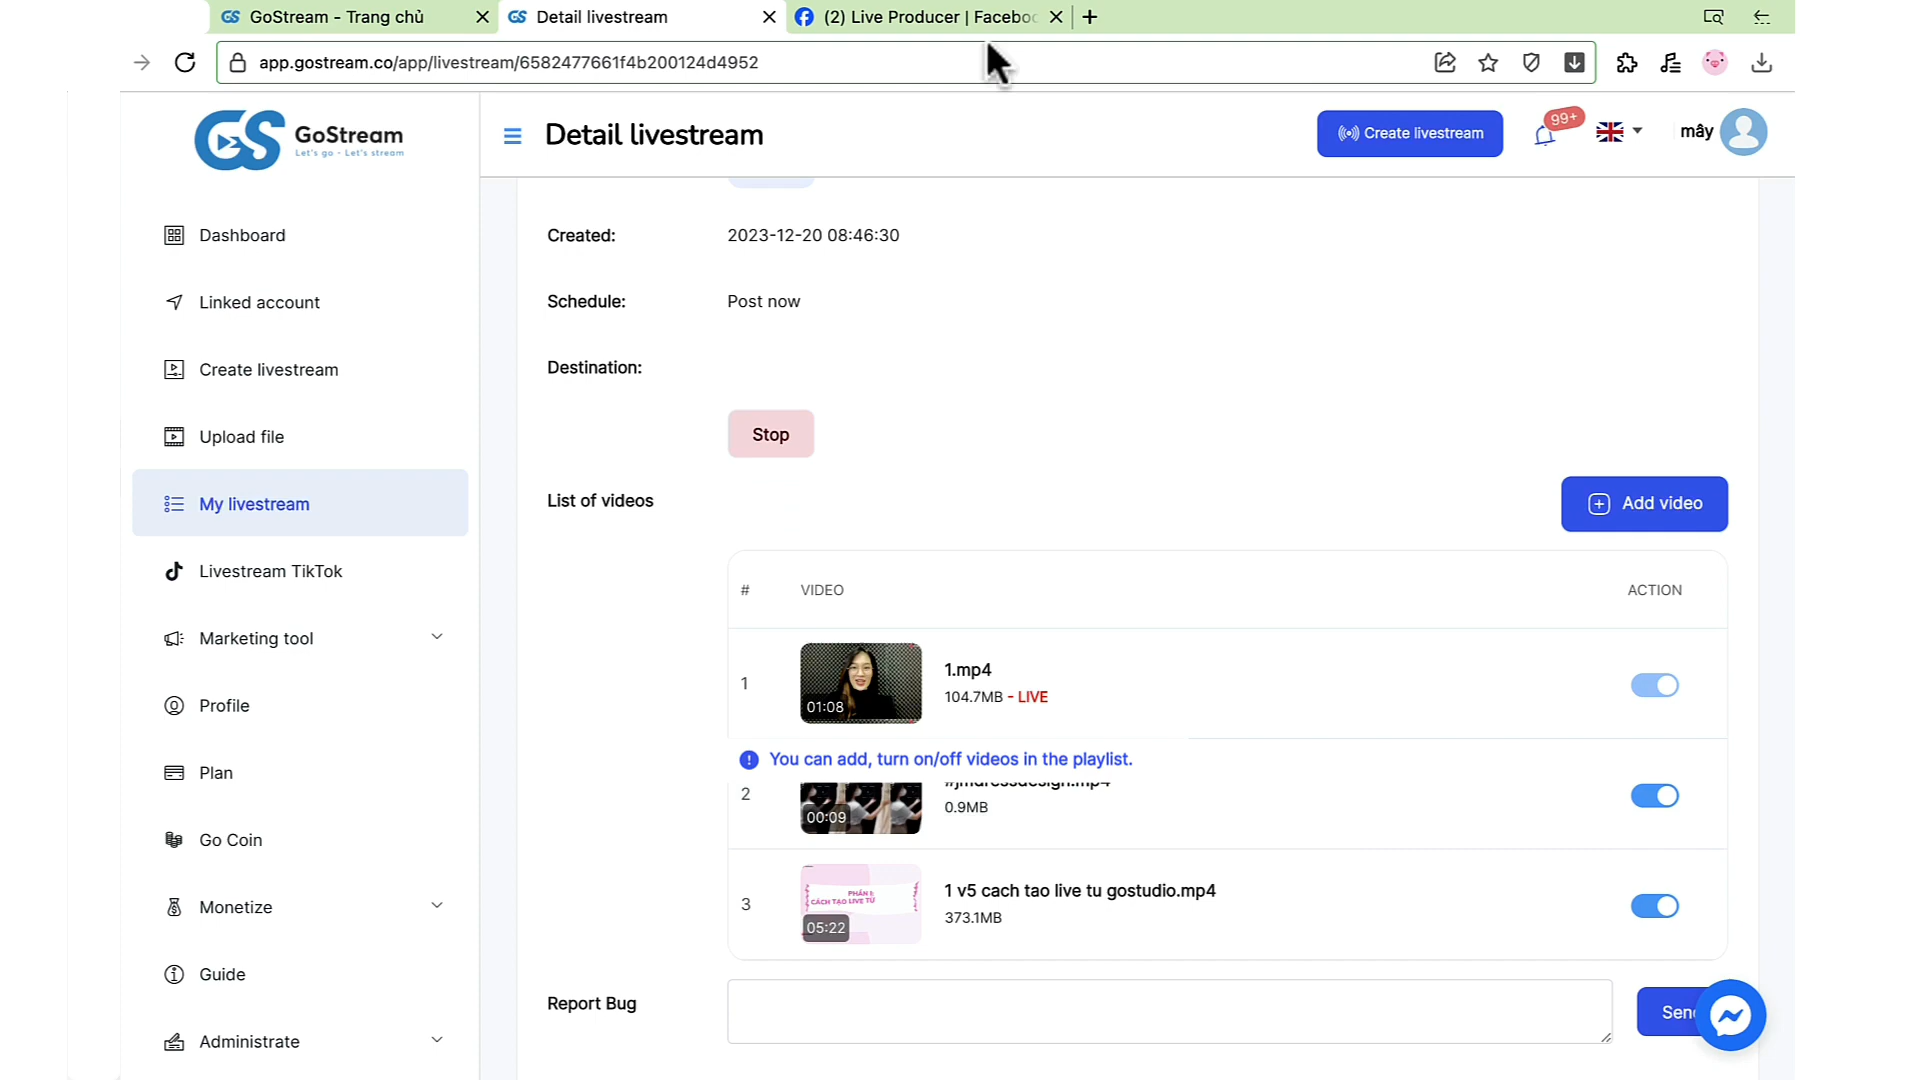 GoStream - Trang chủ
Detail livestream
(2) Live Producer | Faceboo
app.gostream.co/app/livestream/6582477661f4b200124d4952
GS GoStream
Let's go - Let's stream
Detail livestream
Create livestream
99+
mây
Dashboard
Linked account
Create livestream
Upload file
My livestream
Livestream TikTok
Marketing tool
Profile
Plan
Go Coin
Monetize
Guide
Administrate
Created:
2023-12-20 08:46:30
Schedule:
Post now
Destination:
Stop
List of videos
Add video
#
VIDEO
ACTION
1
01:08
1.mp4
104.7MB - LIVE
You can add, turn on/off videos in the playlist.
2
00:09
#jmdressdesign.mp4
0.9MB
3
PHẦN I:
CÁCH TẠO LIVE TỪ
05:22
1 v5 cach tao live tu gostudio.mp4
373.1MB
Report Bug
Send